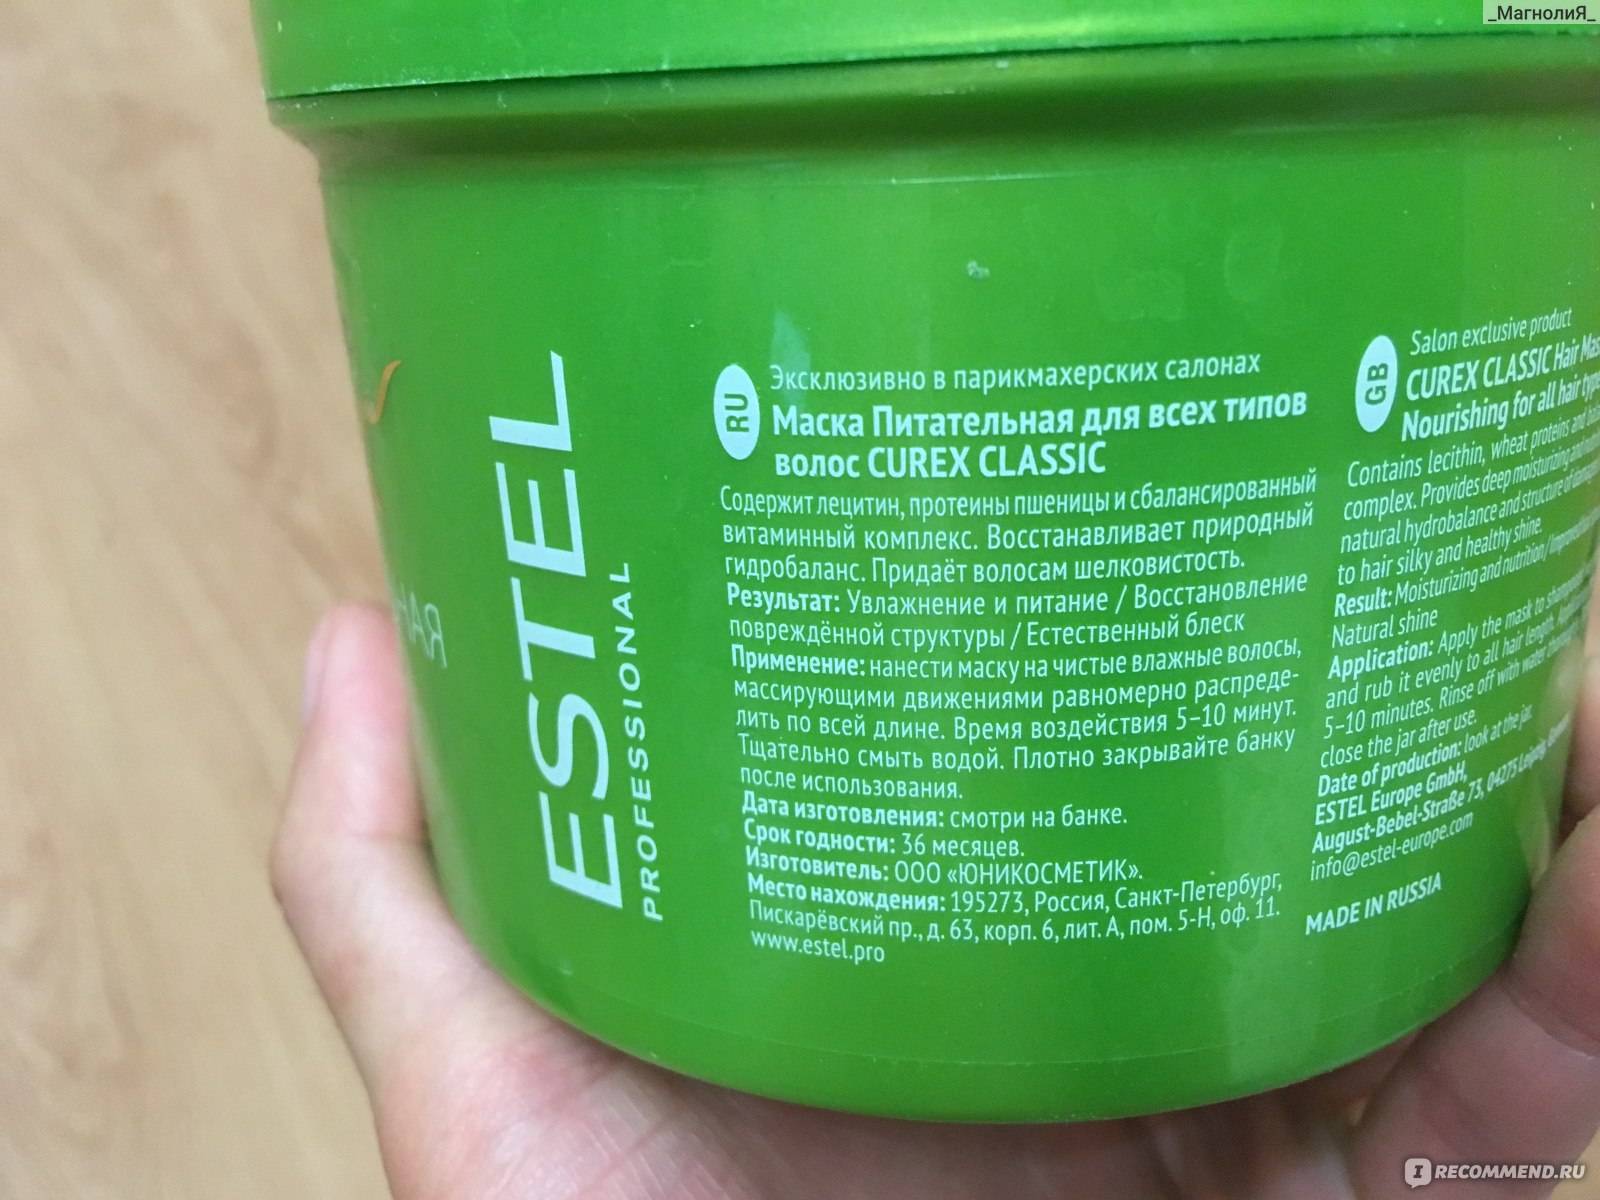 _МагнолиЯ_
НАЯ
ESTEL
PROFESSIONAL
RU
Эксклюзивно в парикмахерских салонах
Маска Питательная для всех типов
волос CUREX CLASSIC
Содержит лецитин, протеины пшеницы и сбалансированный
витаминный комплекс. Восстанавливает природный
гидробаланс. Придаёт волосам шелковистость.
Результат: Увлажнение и питание / Восстановление
повреждённой структуры / Естественный блеск
Применение: нанести маску на чистые влажные волосы,
массирующими движениями равномерно распреде-
лить по всей длине. Время воздействия 5–10 минут.
Тщательно смыть водой. Плотно закрывайте банку
после использования.
Дата изготовления: смотри на банке.
Срок годности: 36 месяцев.
Изготовитель: ООО «ЮНИКОСМЕТИК».
Место нахождения: 195273, Россия, Санкт-Петербург,
Пискарёвский пр., д. 63, корп. 6, лит. А, пом. 5-Н, оф. 11.
www.estel.pro
GB
Salon exclusive product
CUREX CLASSIC Hair Mas
Nourishing for all hair type
Contains lecithin, wheat proteins and
complex. Provides deep moisturizing and
natural hydrobalance and structure of
to hair silky and healthy shine.
Result: Moisturizing and nutrition /
Natural shine
Application: Apply the mask to
and rub it evenly to all hair length.
5–10 minutes. Rinse off with water
close the jar after use.
Date of production: look at the jar.
ESTEL Europe GmbH,
August-Bebel-Straße 73, 04275 Leipzig,
info@estel-europe.com
MADE IN RUSSIA
IRECOMMEND.RU